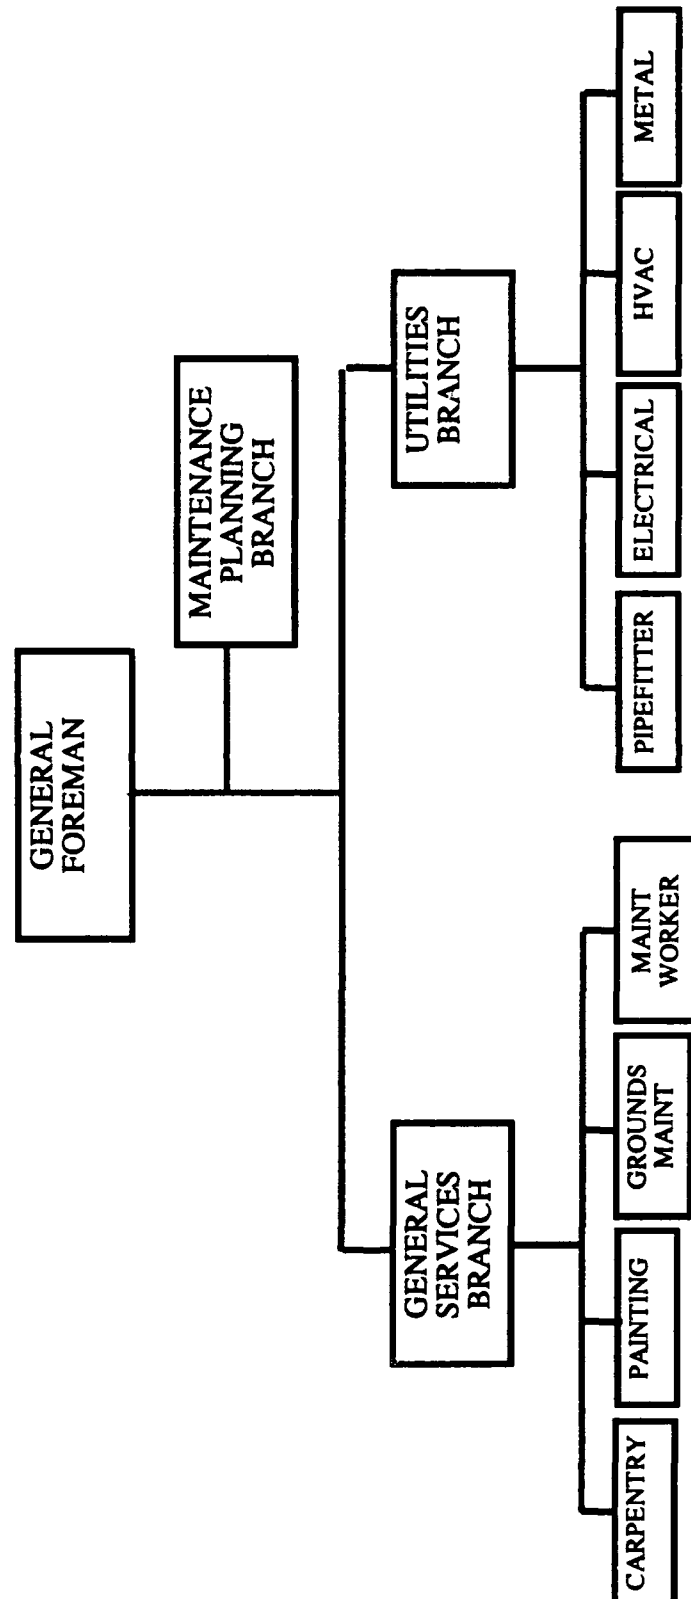 GENERAL
FOREMAN
MAINTENANCE
PLANNING
BRANCH
GENERAL
SERVICES
BRANCH
UTILITIES
BRANCH
CARPENTRY
PAINTING
GROUNDS
MAINT
MAINT
WORKER
PIPEFITTER
ELECTRICAL
HVAC
METAL